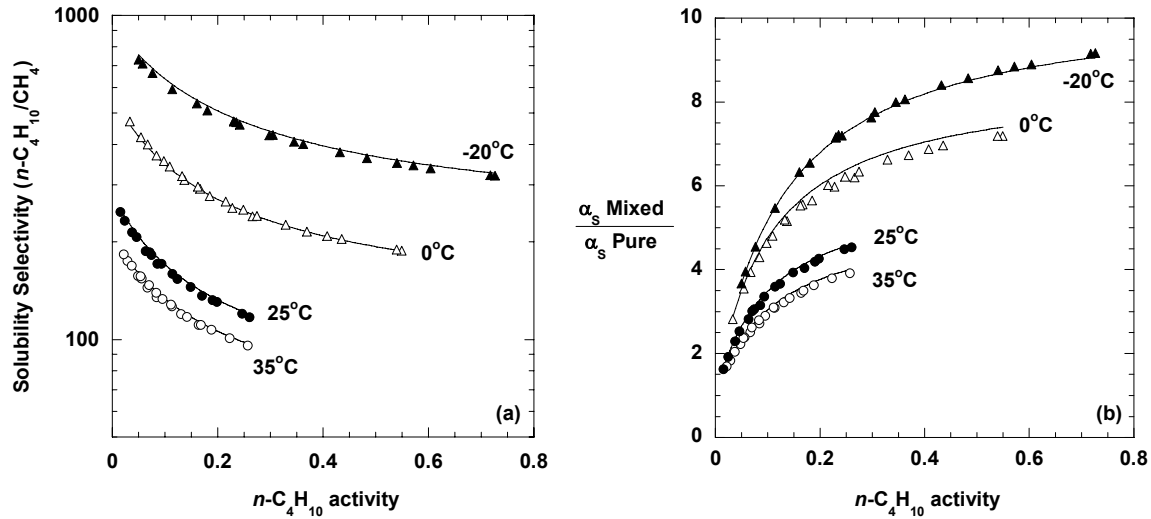 Solubility Selectivity (n-C₄H₁₀/CH₄)
1000
100
-20°C
0°C
25°C
35°C
(a)
0 0.2 0.4 0.6 0.8
n-C₄H₁₀ activity
αₛ Mixed
αₛ Pure
10
8
6
4
2
0
-20°C
0°C
25°C
35°C
(b)
0 0.2 0.4 0.6 0.8
n-C₄H₁₀ activity